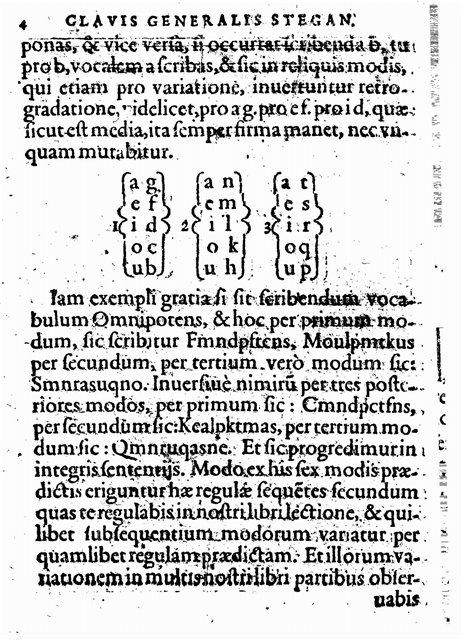 4 CLAVIS GENERALIS STEGAN.
ponas, & vice versa, si occurrat scribenda b, tu
pro b, vocalem a scribas, & sic in reliquis modis,
qui etiam pro variatione, invertuntur retro-
gradatione, videlicet, pro a g. pro e f. pro i d, quæ
sicut est media, ita semper firma manet, nec vn-
quam mutabitur.
a g a n a t
e f e m e s
1 i d 2 i l 3 i r
o c o k o q
u b u h u p
Iam exempli gratia si sit scribendum voca-
bulum Omnipotens, & hoc per primum mo-
dum, sic scribitur Fmndpſtens, Moulpmtkus
per secundum, per tertium verò modum sic:
Smnrasuqno. Inuersiuè nimirũ per tres poste-
riores modos, per primum sic: Cmndpctfns,
per secundùm sic: Kealpktmas, per tertium mo-
dum sic: Qmnruqasne. Et sic progredimur in
integris sententijs. Modo ex his sex modis præ-
dictis eriguntur hæ regulæ sequẽtes secundum
quas te regulabis in nostri libri lectione, & qui-
libet subsequentium modorum variatur per
quamlibet regulam prædictam. Et illorum va-
riationem in multis nostri libri partibus obser-
uabis